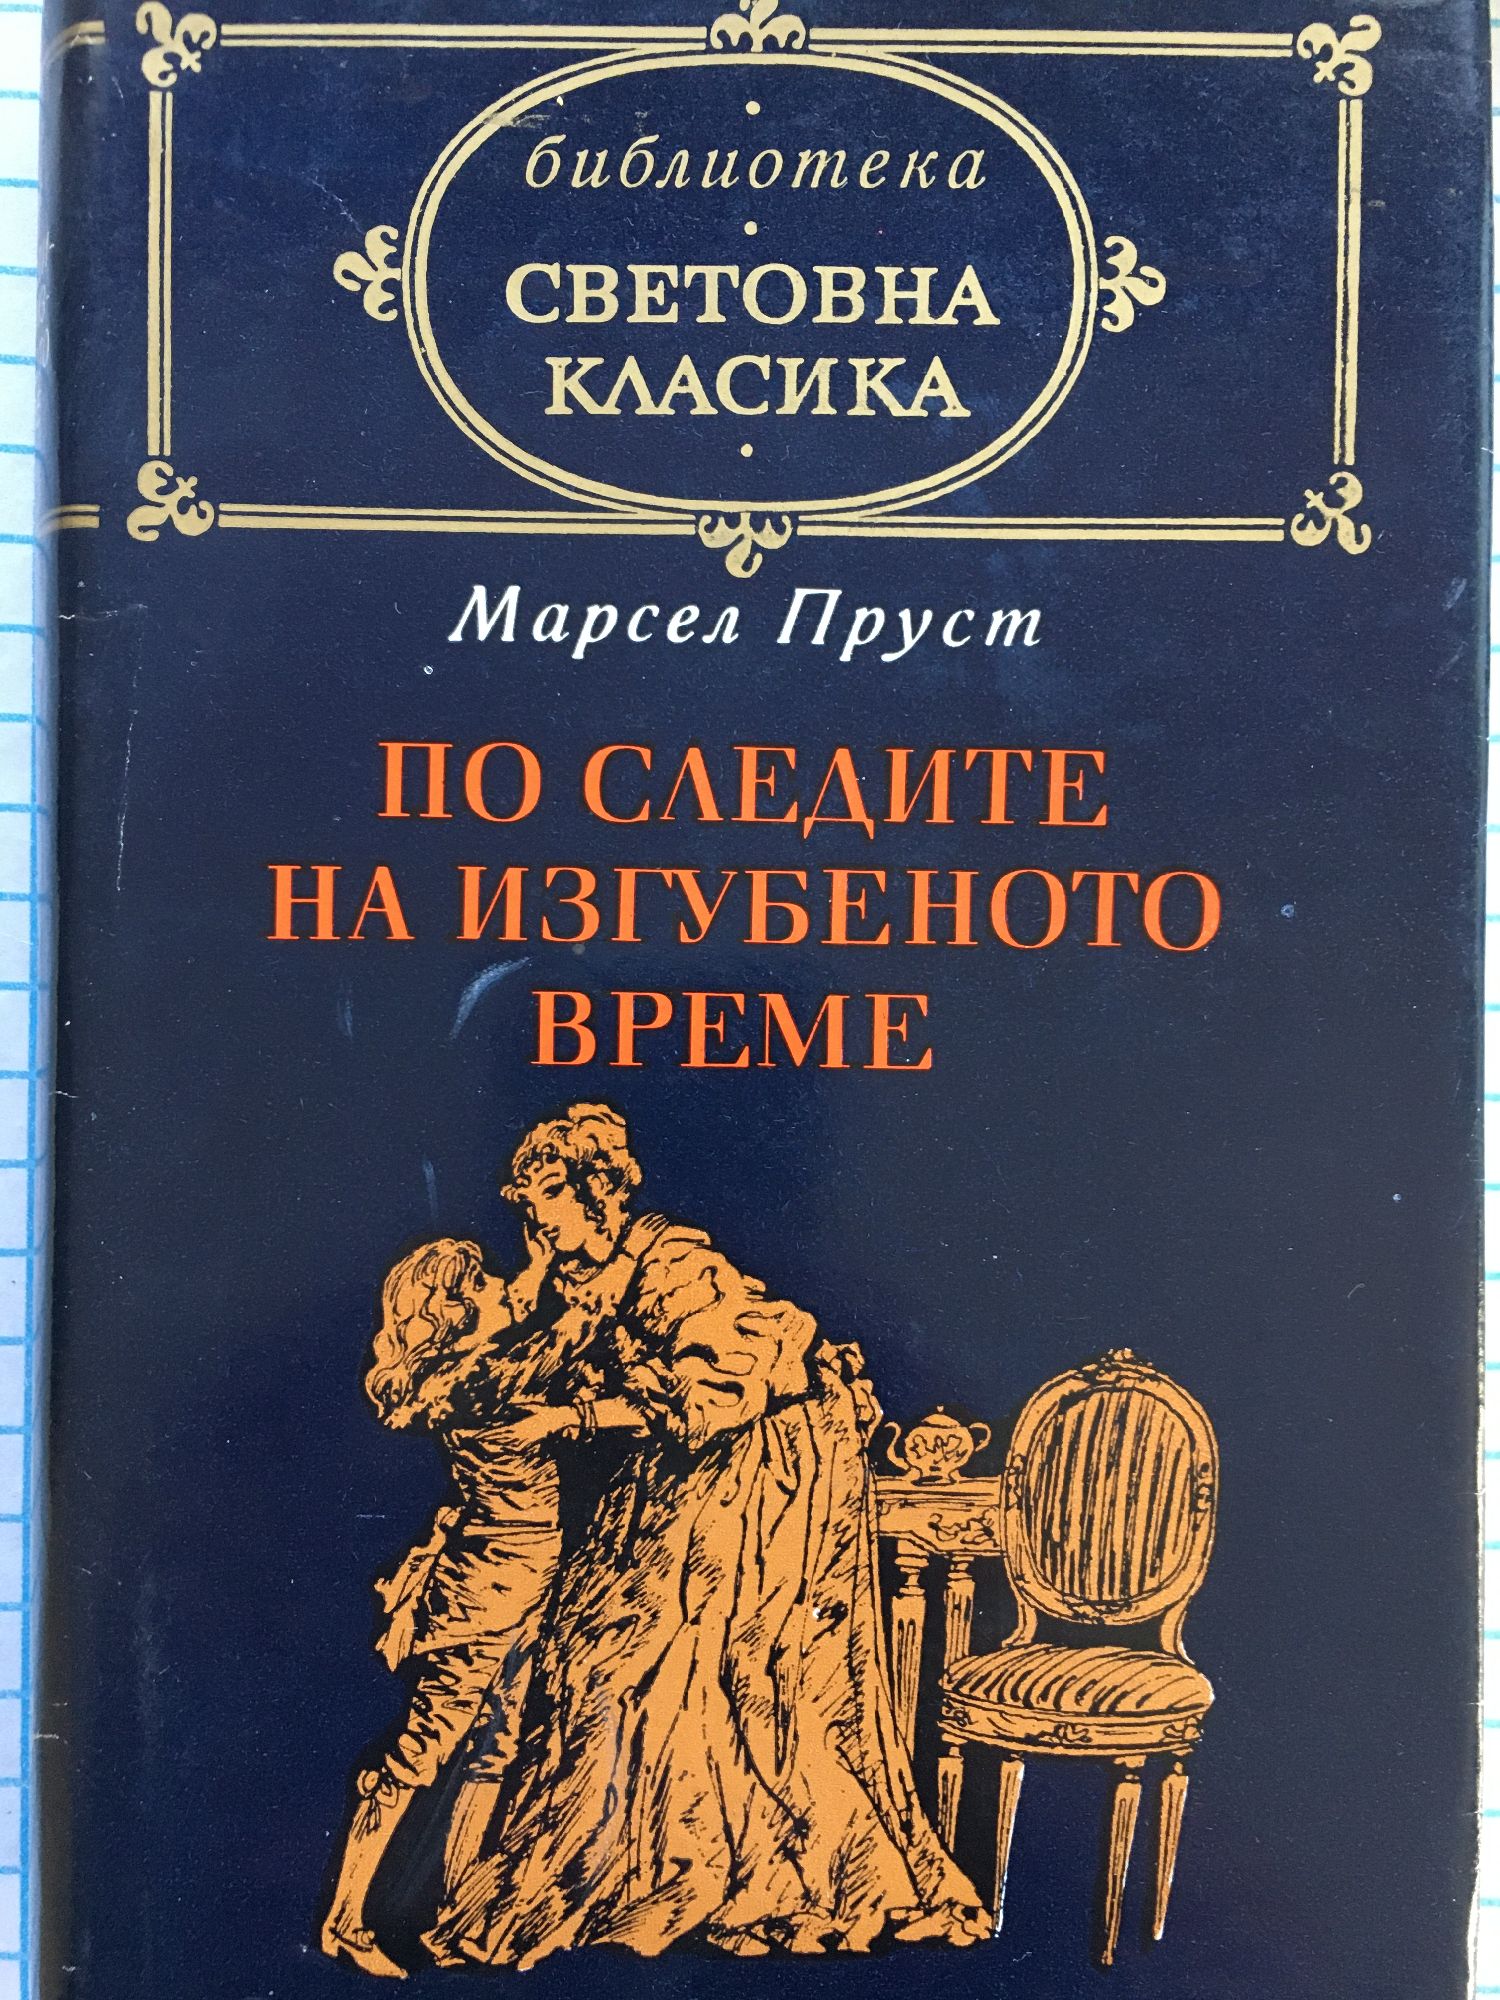 библиотека
СВЕТОВНА
КЛАСИКА
Марсел Пруст
ПО СЛЕДИТЕ
НА ИЗГУБЕНОТО
ВРЕМЕ